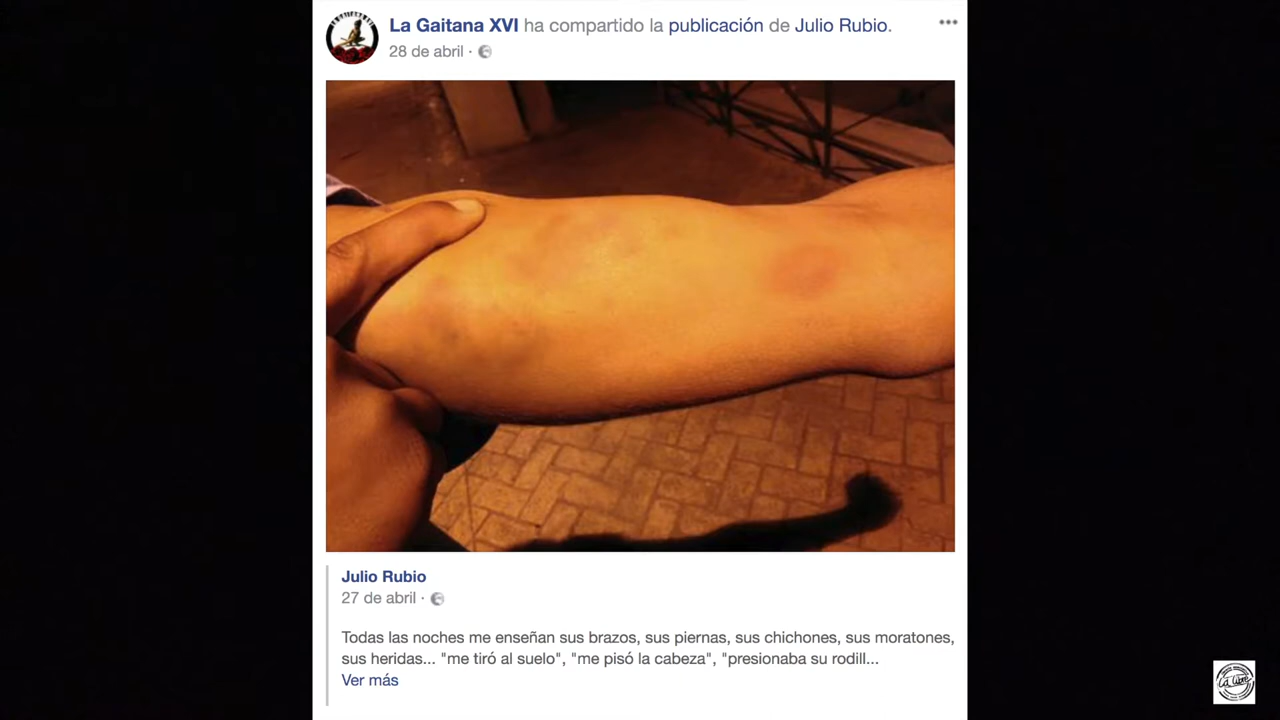 La Gaitana XVI ha compartido la publicación de Julio Rubio.
28 de abril ·
Julio Rubio
27 de abril ·
Todas las noches me enseñan sus brazos, sus piernas, sus chichones, sus moratones,
sus heridas... "me tiró al suelo", "me pisó la cabeza", "presionaba su rodill...
Ver más